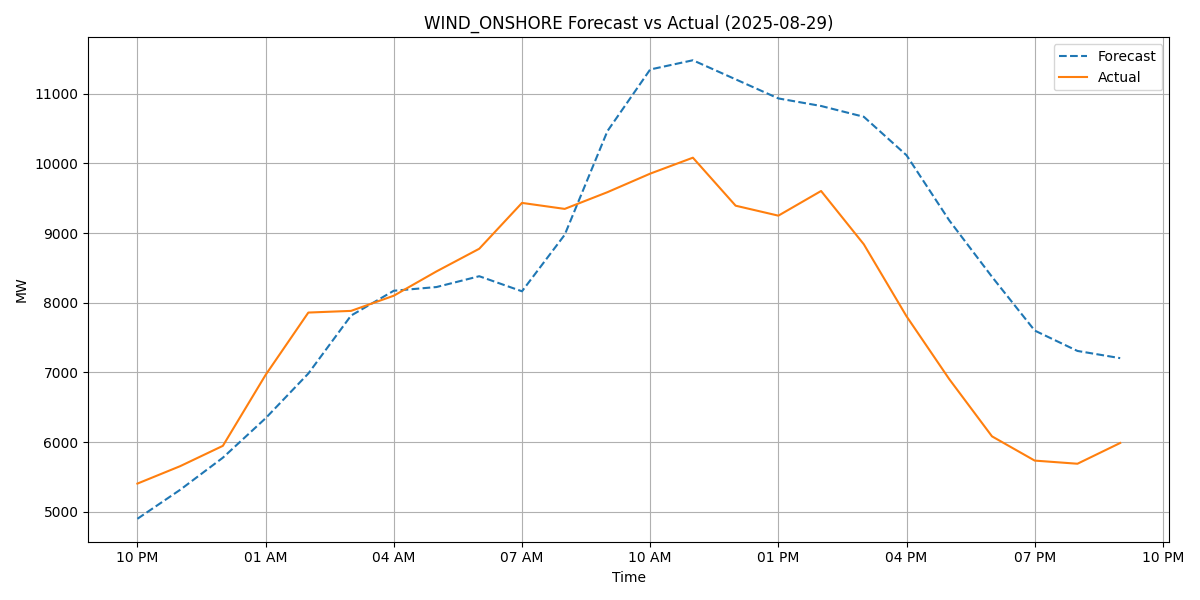 WIND_ONSHORE Forecast vs Actual (2025-08-29)
Forecast
Actual
MW
11000
10000
9000
8000
7000
6000
5000
10 PM 01 AM 04 AM 07 AM 10 AM 01 PM 04 PM 07 PM 10 PM
Time